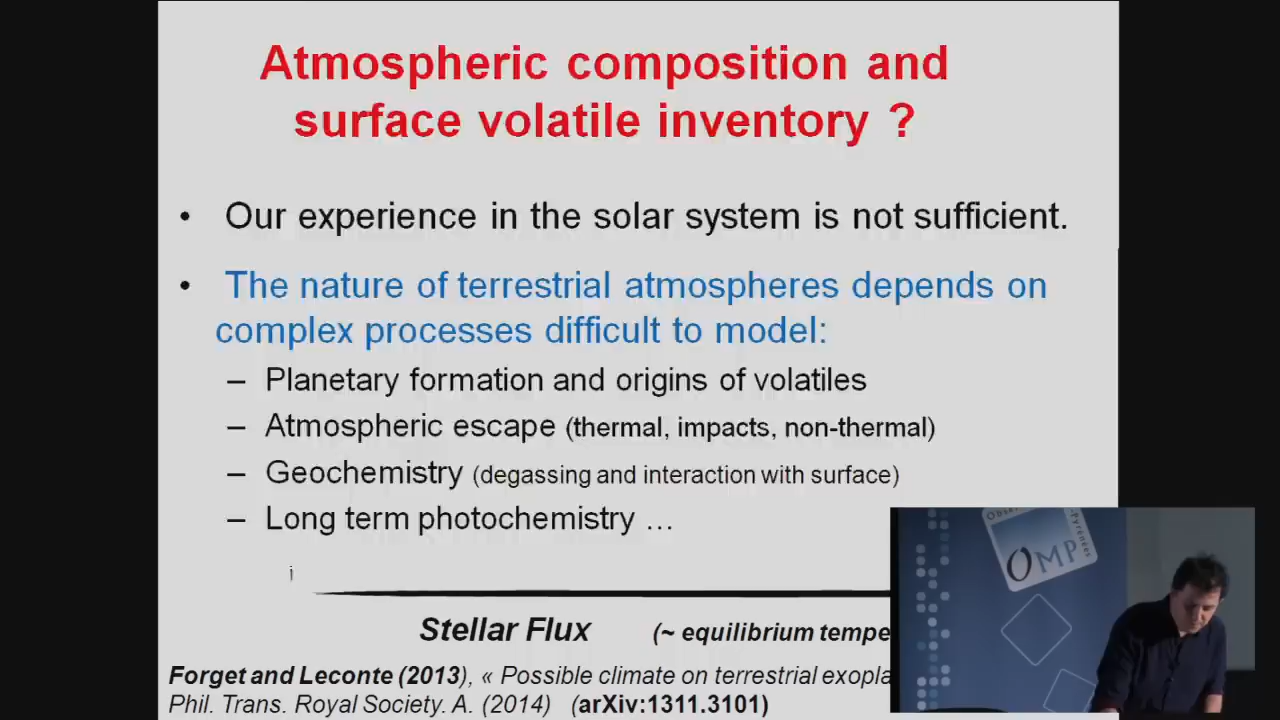 Atmospheric composition and
surface volatile inventory ?
• Our experience in the solar system is not sufficient.
• The nature of terrestrial atmospheres depends on
complex processes difficult to model:
– Planetary formation and origins of volatiles
– Atmospheric escape (thermal, impacts, non-thermal)
– Geochemistry (degassing and interaction with surface)
– Long term photochemistry …
Stellar Flux (~ equilibrium tempe
Forget and Leconte (2013), « Possible climate on terrestrial exopla
Phil. Trans. Royal Society. A. (2014) (arXiv:1311.3101)
OMP